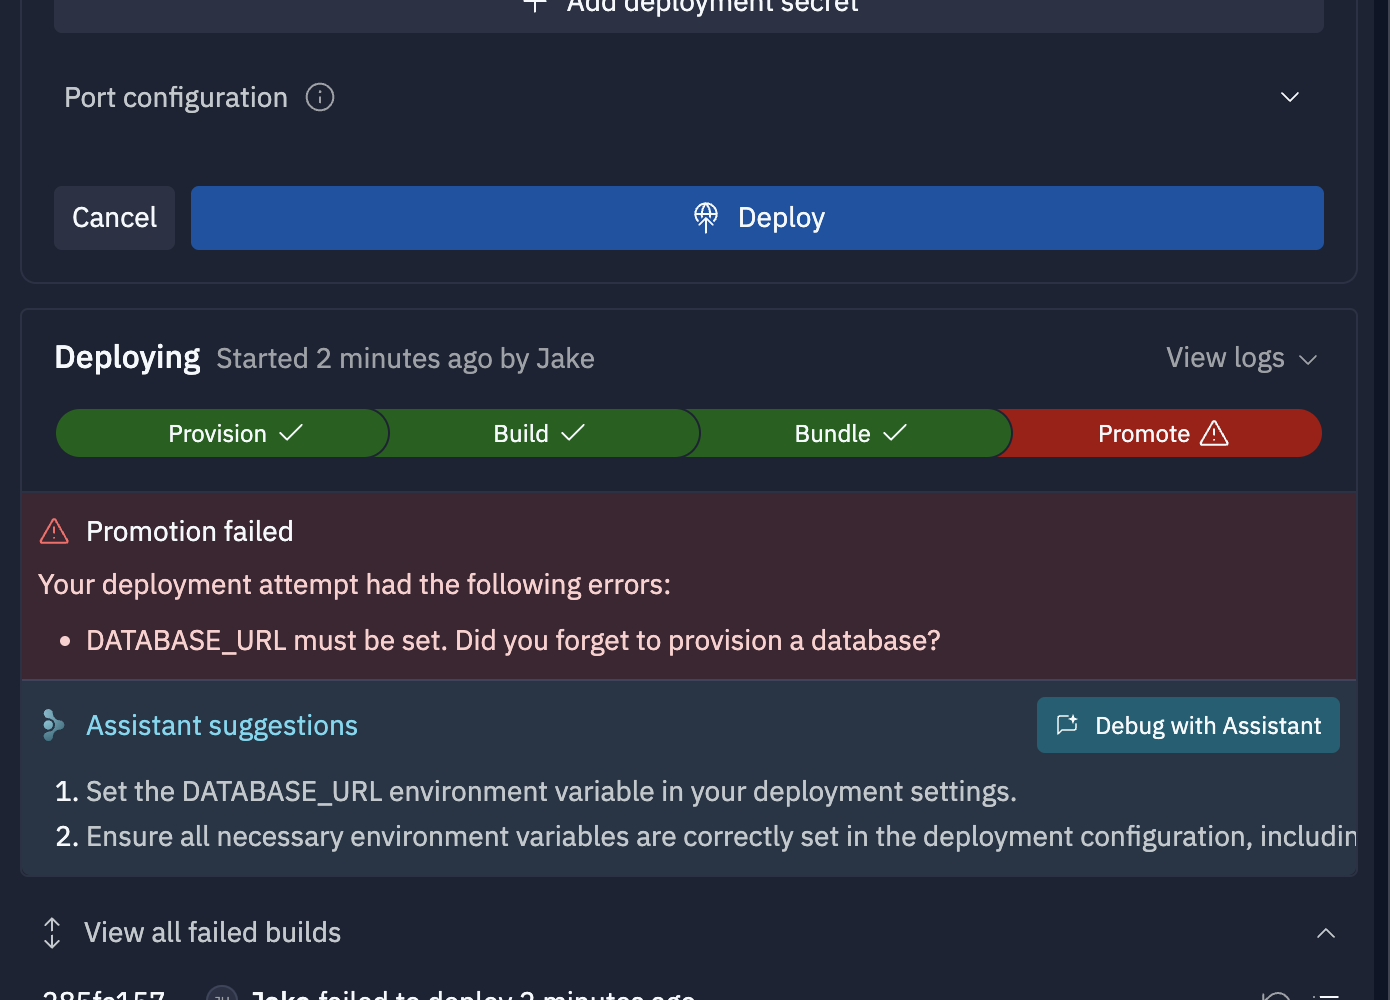 Add deployment secret
Port configuration
Cancel
Deploy
Deploying Started 2 minutes ago by Jake
View logs
Provision
Build
Bundle
Promote
Promotion failed
Your deployment attempt had the following errors:
• DATABASE_URL must be set. Did you forget to provision a database?
Assistant suggestions
Debug with Assistant
1. Set the DATABASE_URL environment variable in your deployment settings.
2. Ensure all necessary environment variables are correctly set in the deployment configuration, includin
View all failed builds
Jake failed to deploy 2 minutes ago